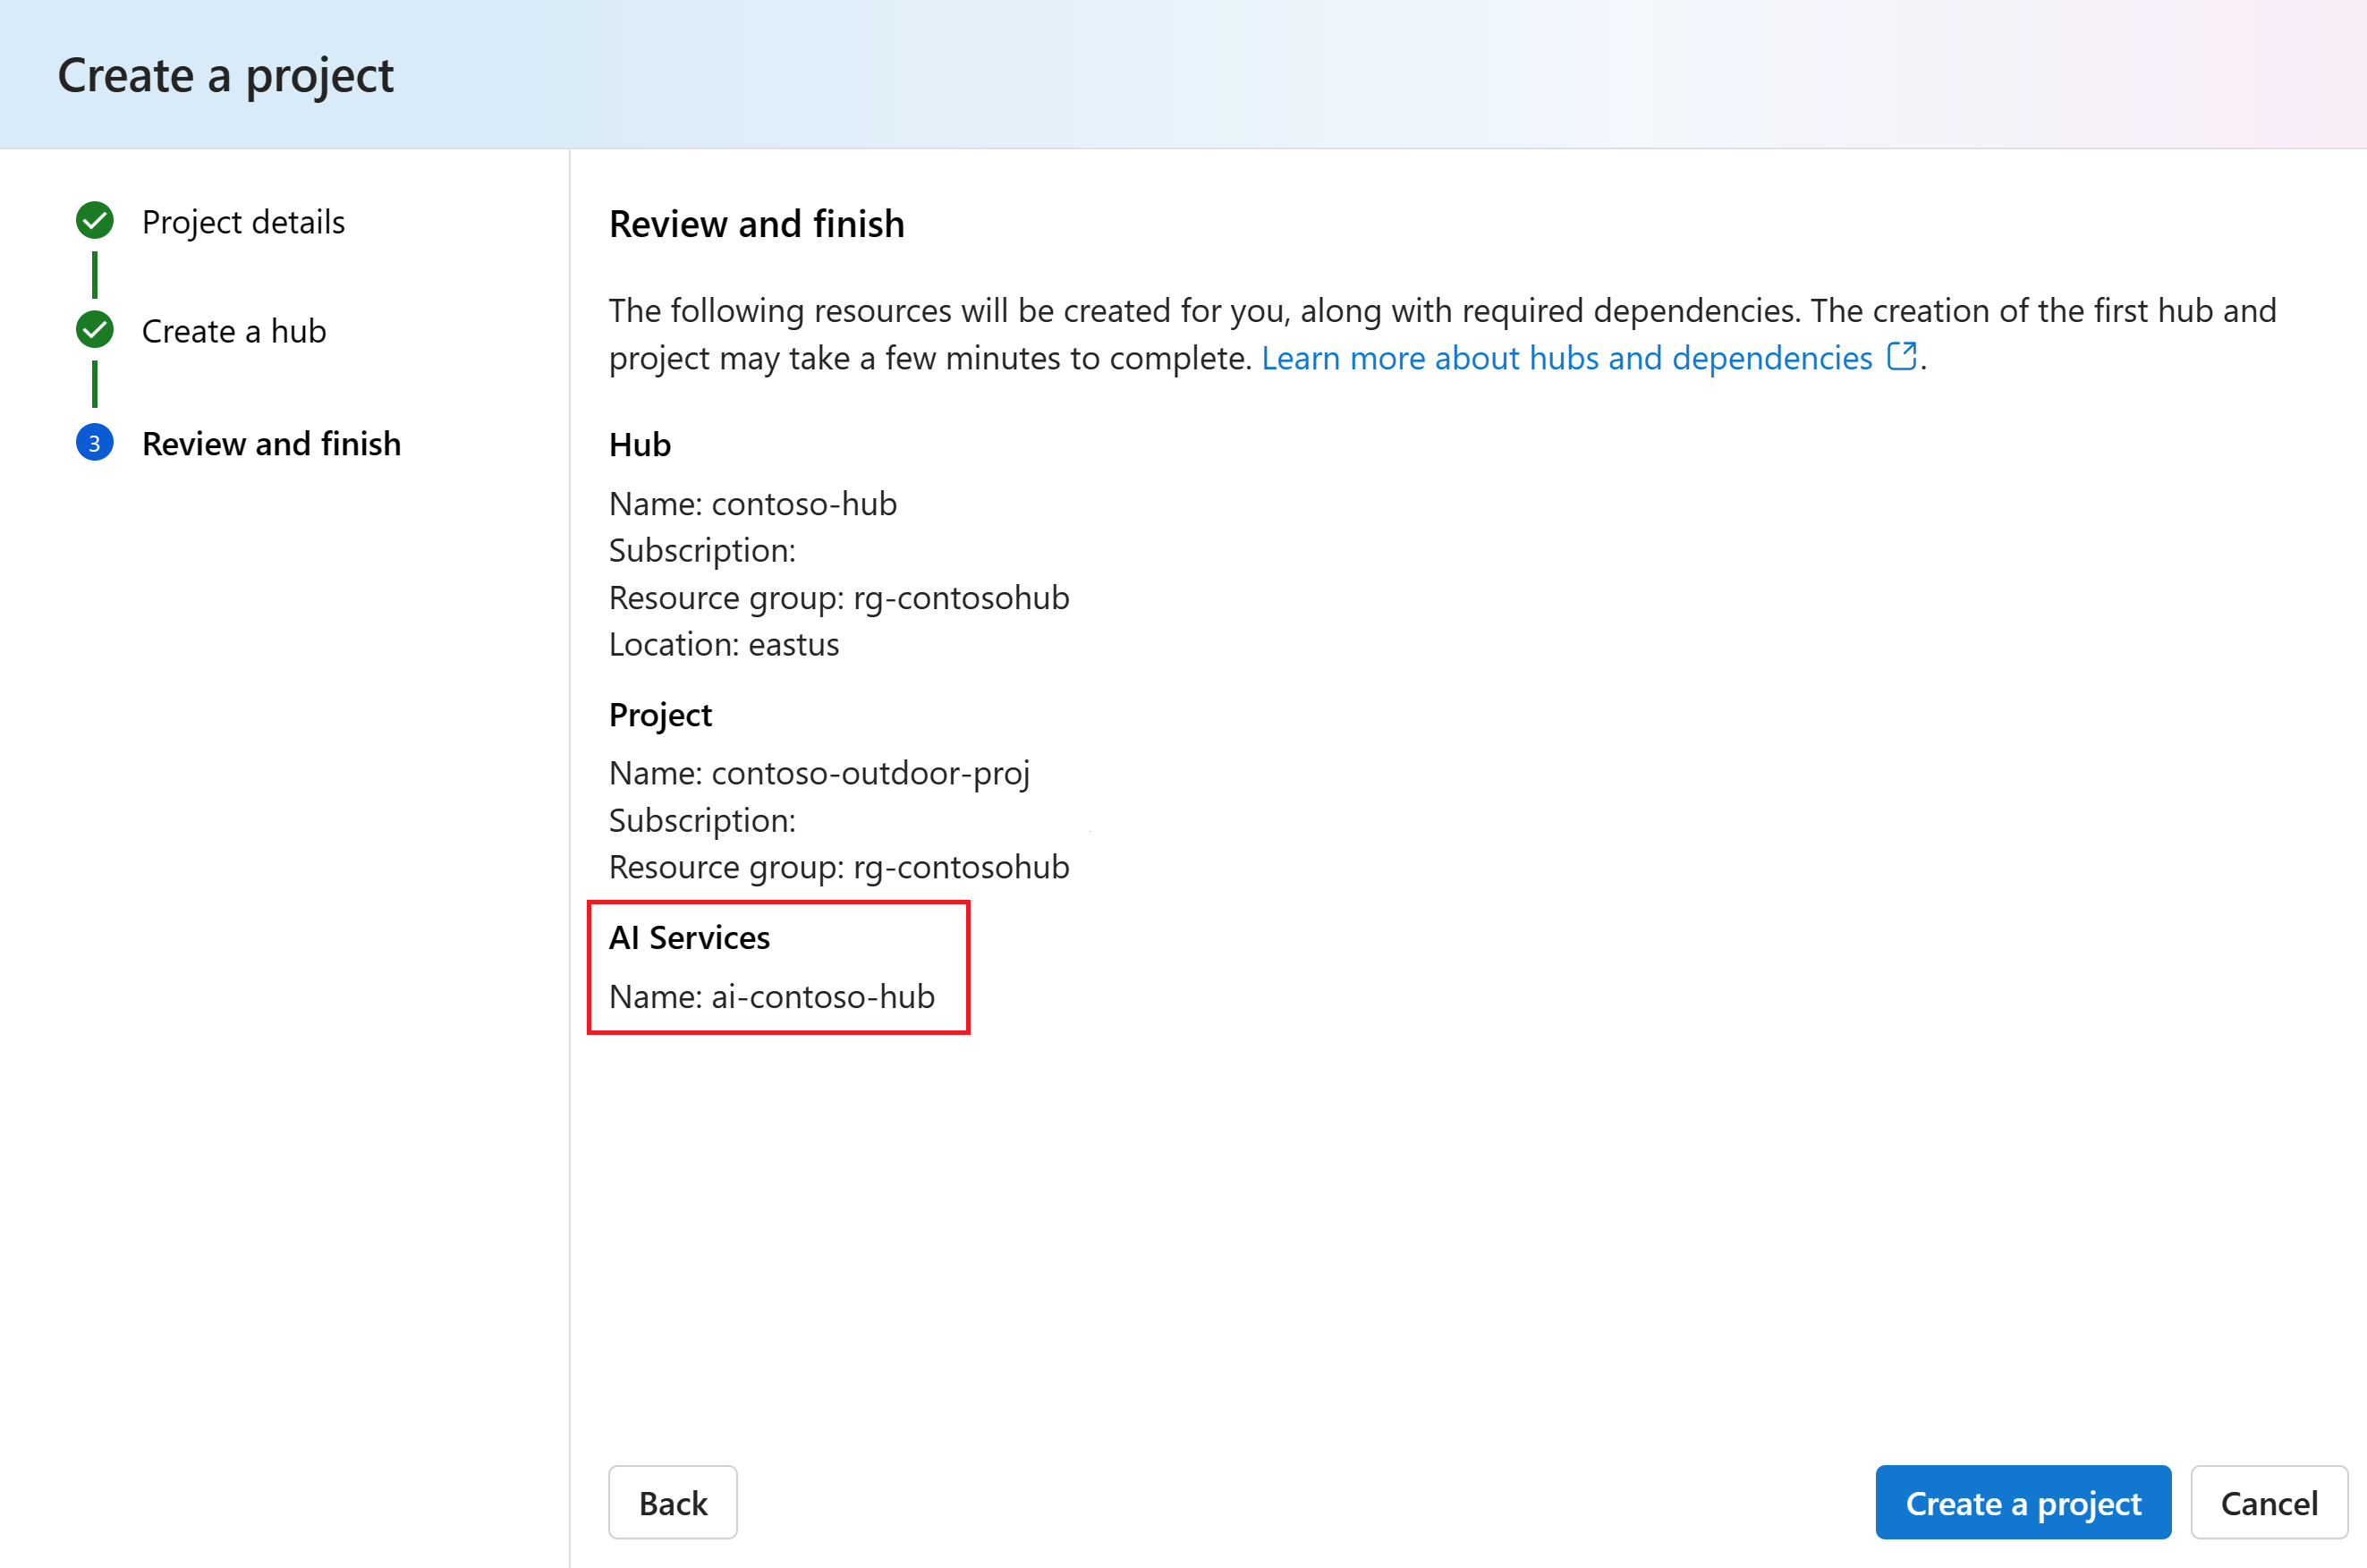 Create a project
Project details
Create a hub
3 Review and finish
Review and finish
The following resources will be created for you, along with required dependencies. The creation of the first hub and
project may take a few minutes to complete. Learn more about hubs and dependencies .
Hub
Name: contoso-hub
Subscription:
Resource group: rg-contosohub
Location: eastus
Project
Name: contoso-outdoor-proj
Subscription:
Resource group: rg-contosohub
AI Services
Name: ai-contoso-hub
Back
Create a project
Cancel